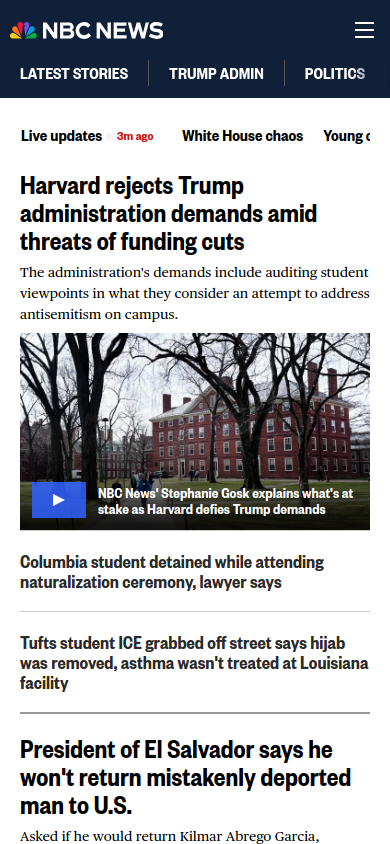 NBC NEWS
LATEST STORIES TRUMP ADMIN POLITICS
Live updates 3m ago White House chaos Young
Harvard rejects Trump
administration demands amid
threats of funding cuts
The administration's demands include auditing student
viewpoints in what they consider an attempt to address
antisemitism on campus.
NBC News' Stephanie Gosk explains what's at
stake as Harvard defies Trump demands
Columbia student detained while attending
naturalization ceremony, lawyer says
Tufts student ICE grabbed off street says hijab
was removed, asthma wasn't treated at Louisiana
facility
President of El Salvador says he
won't return mistakenly deported
man to U.S.
Asked if he would return Kilmar Abrego Garcia,